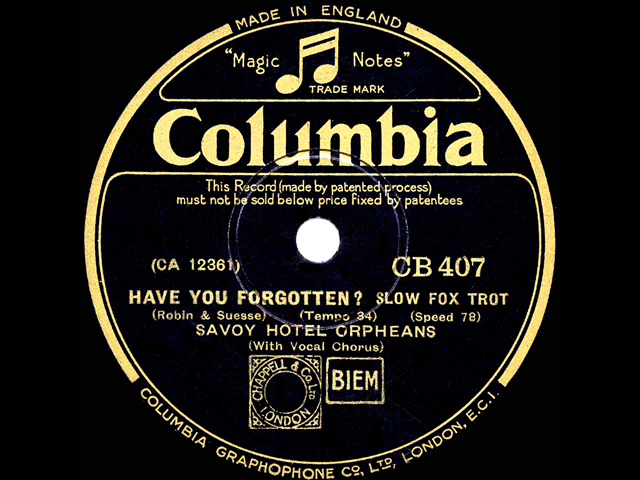 MADE IN ENGLAND
"Magic Notes"
TRADE MARK
Columbia
This Record (made by patented process)
must not be sold below price fixed by patentees
(CA 12361)
CB 407
HAVE YOU FORGOTTEN? SLOW FOX TROT
(Robin & Suesse) (Tempo 34) (Speed 78)
SAVOY HOTEL ORPHEANS
(With Vocal Chorus)
CHAPPELL & Co. Ltd
LONDON
BIEM
COLUMBIA GRAPHOPHONE CO., LTD., LONDON, E.C.1.